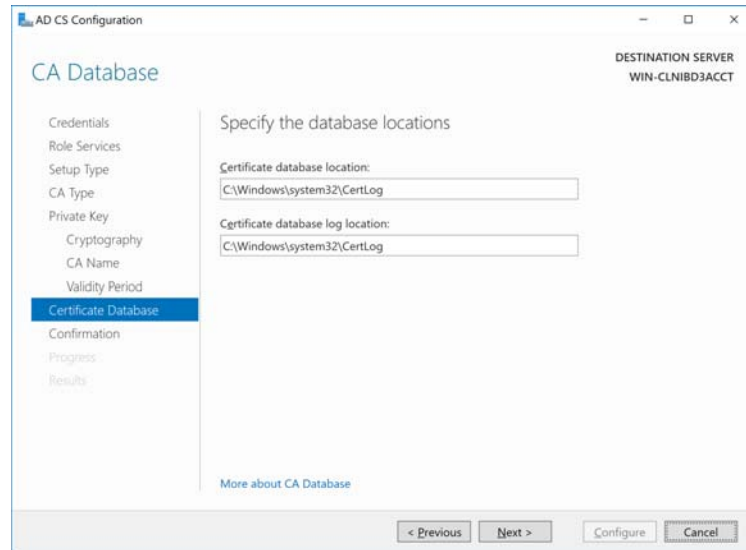 AD CS Configuration
CA Database
DESTINATION SERVER
WIN-CLNIBD3ACCT
Credentials
Role Services
Setup Type
CA Type
Private Key
Cryptography
CA Name
Validity Period
Certificate Database
Confirmation
Progress
Results
Specify the database locations
Certificate database location:
C:\Windows\system32\CertLog
Certificate database log location:
C:\Windows\system32\CertLog
More about CA Database
< Previous
Next >
Configure
Cancel